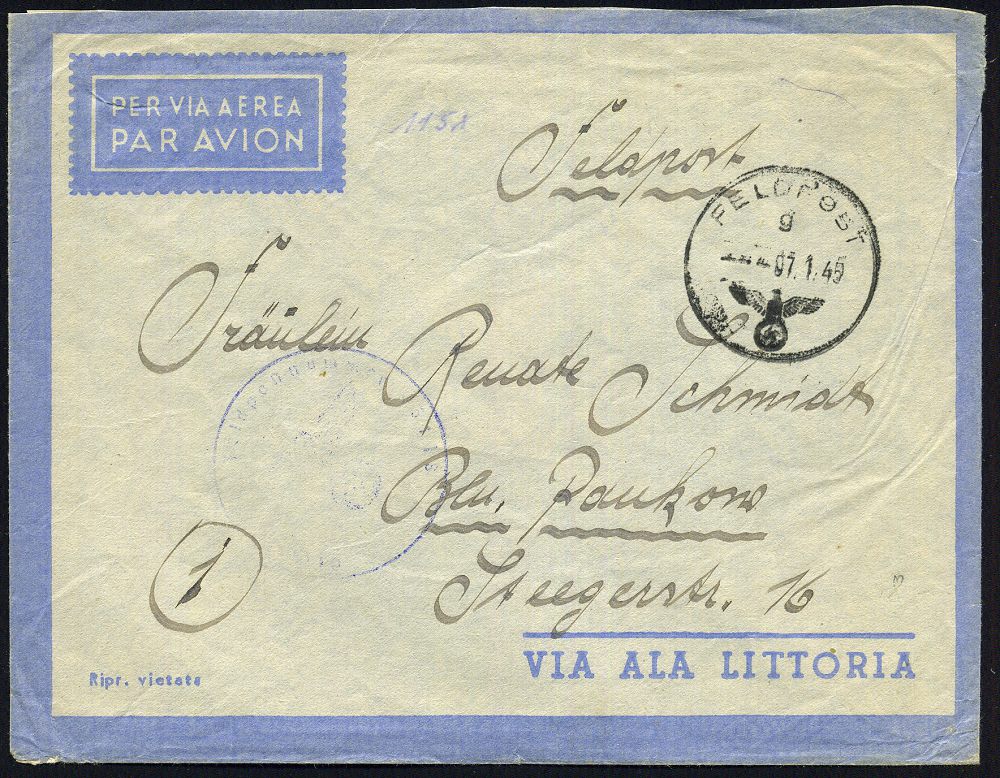 PER VIA AEREA
PAR AVION
1158
Feldpost
FELDPOST
g
07.1.45
Fräulein
Renate Schmidt
Bln. Pankow
Steegerstr. 16
1
VIA ALA LITTORIA
Ripr. vietata